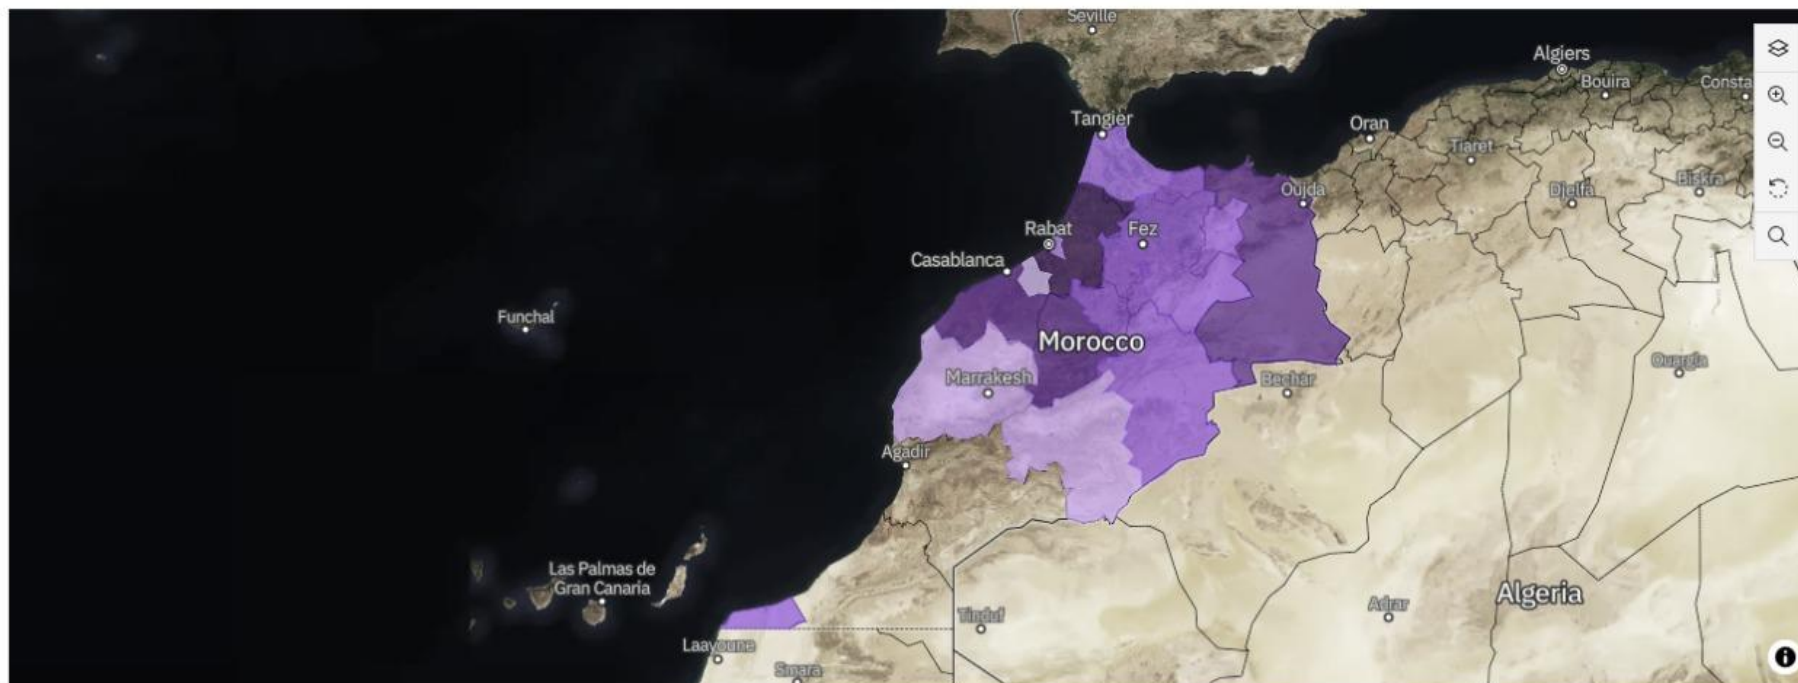 Seville
Algiers
Bouira
Consta
Tangier
Oran
Tiaret
Oujda
Djelfa
Biskra
Rabat
Fez
Casablanca
Funchal
Morocco
Ouargla
Marrakesh
Bechar
Agadir
Las Palmas de
Gran Canaria
Algeria
Adrar
Tinduf
Laayoune
Smara